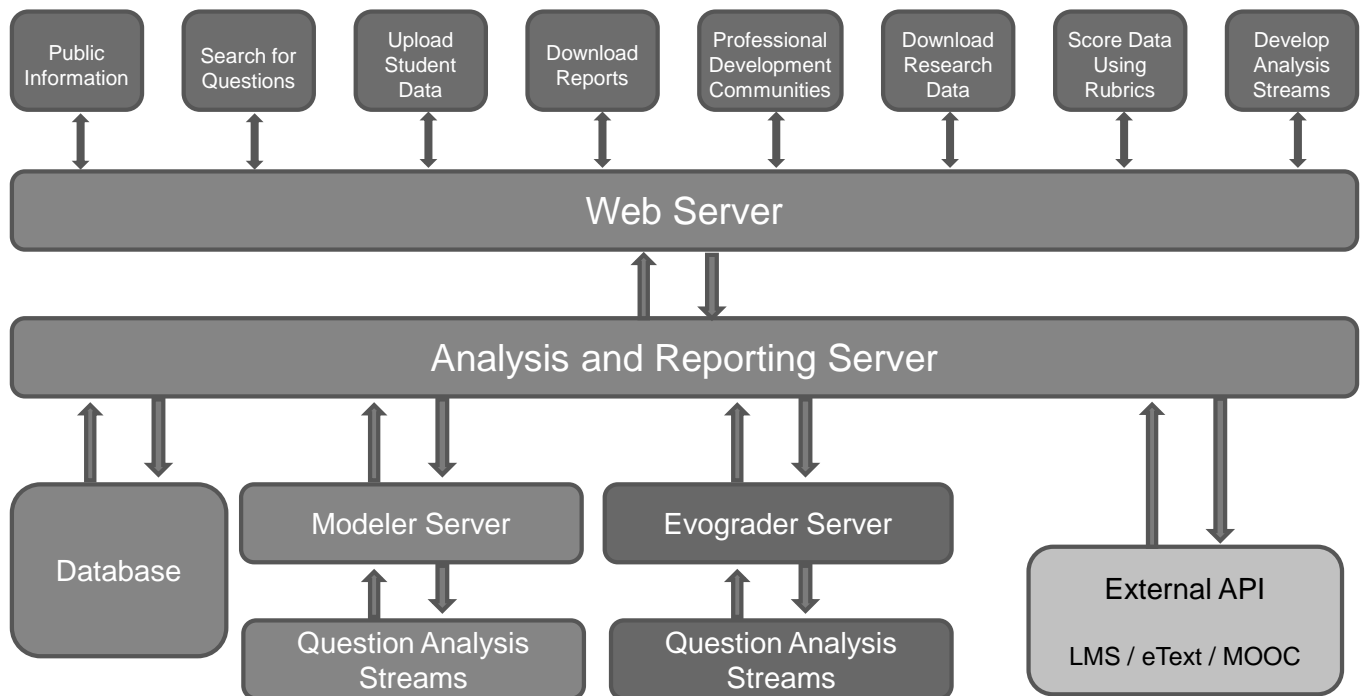 Public
Information
Search for
Questions
Upload
Student
Data
Download
Reports
Professional
Development
Communities
Download
Research
Data
Score Data
Using
Rubrics
Develop
Analysis
Streams
Web Server
Analysis and Reporting Server
Database
Modeler Server
Evograder Server
External API
LMS / eText / MOOC
Question Analysis
Streams
Question Analysis
Streams